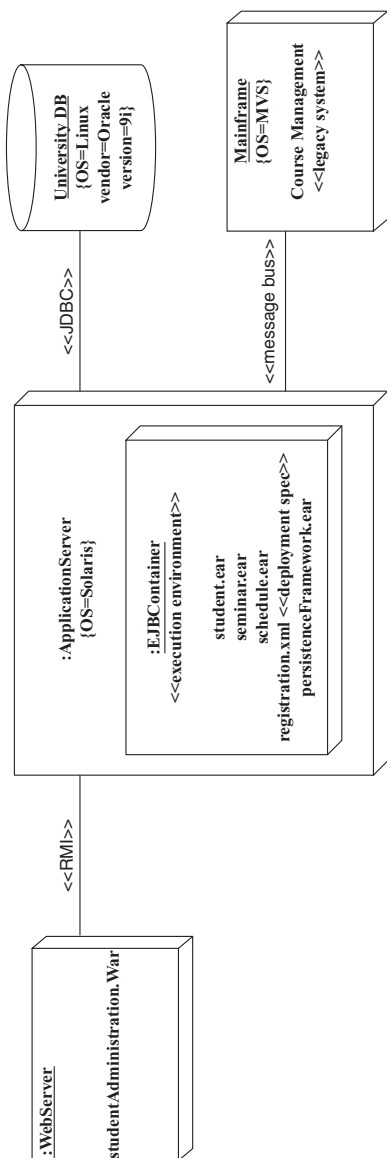 :WebServer
studentAdministration.War
<<RMI>>
:ApplicationServer
{OS=Solaris}
:EJBContainer
<<execution environment>>
student.ear
seminar.ear
schedule.ear
registration.xml <<deployment spec>>
persistenceFramework.ear
<<JDBC>>
University DB
{OS=Linux
vendor=Oracle
version=9i}
<<message bus>>
Mainframe
{OS=MVS}
Course Management
<<legacy system>>